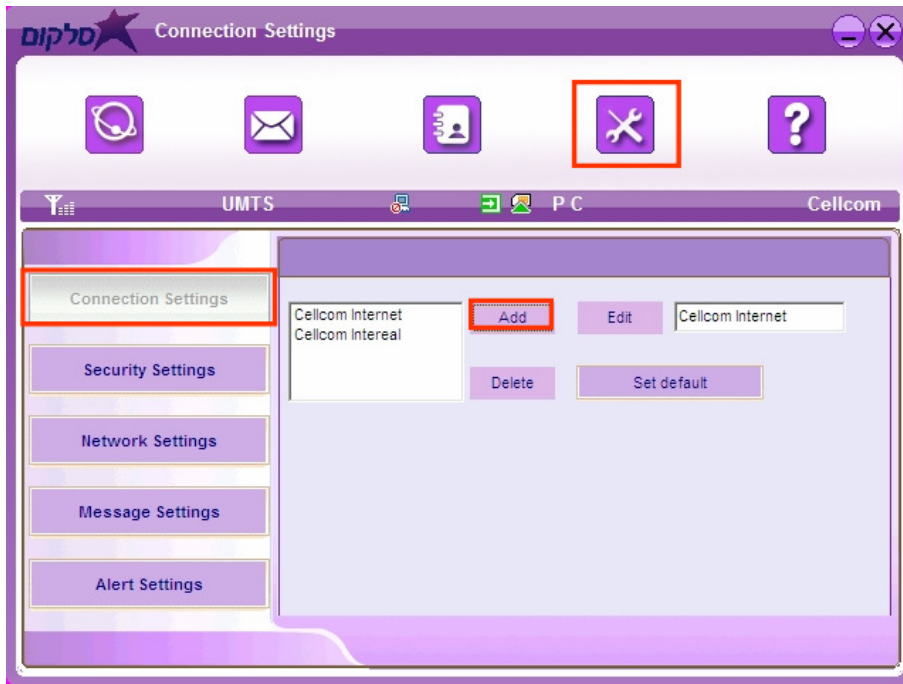 סלקום Connection Settings
UMTS PC Cellcom
Connection Settings
Security Settings
Network Settings
Message Settings
Alert Settings
Cellcom Internet
Cellcom Intereal
Add
Edit
Cellcom Internet
Delete
Set default